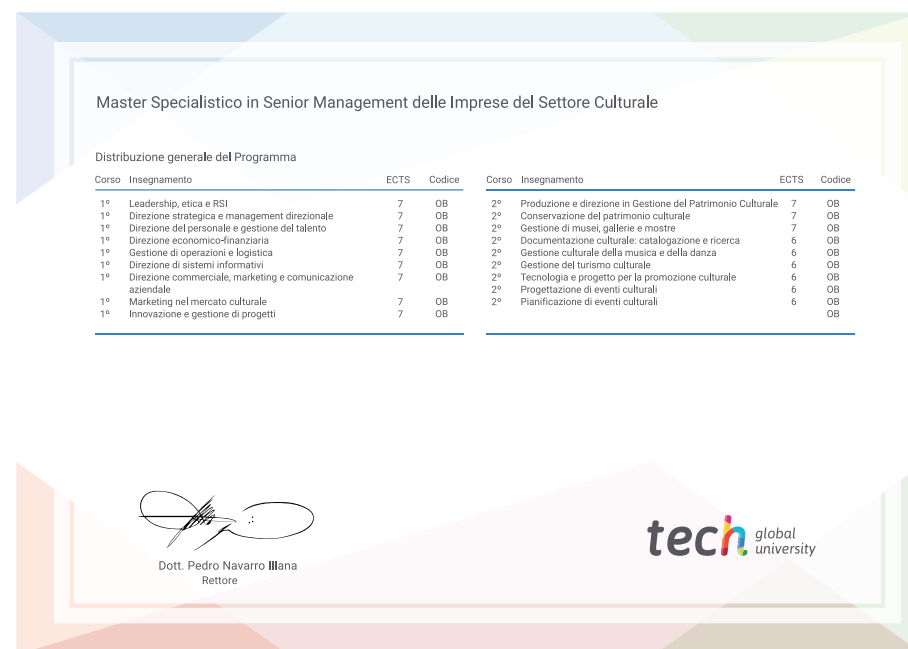 Master Specialistico in Senior Management delle Imprese del Settore Culturale
Distribuzione generale del Programma
Corso Insegnamento ECTS Codice
1º Leadership, etica e RSI 7 OB
1º Direzione strategica e management direzionale 7 OB
1º Direzione del personale e gestione del talento 7 OB
1º Direzione economico-finanziaria 7 OB
1º Gestione di operazioni e logistica 7 OB
1º Direzione di sistemi informativi 7 OB
1º Direzione commerciale, marketing e comunicazione 7 OB
aziendale
1º Marketing nel mercato culturale 7 OB
1º Innovazione e gestione di progetti 7 OB
Corso Insegnamento ECTS Codice
2º Produzione e direzione in Gestione del Patrimonio Culturale 7 OB
2º Conservazione del patrimonio culturale 7 OB
2º Gestione di musei, gallerie e mostre 7 OB
2º Documentazione culturale: catalogazione e ricerca 6 OB
2º Gestione culturale della musica e della danza 6 OB
2º Gestione del turismo culturale 6 OB
2º Tecnologia e progetto per la promozione culturale 6 OB
2º Progettazione di eventi culturali 6 OB
2º Pianificazione di eventi culturali 6 OB
OB
Dott. Pedro Navarro Illana
Rettore
tech global
university